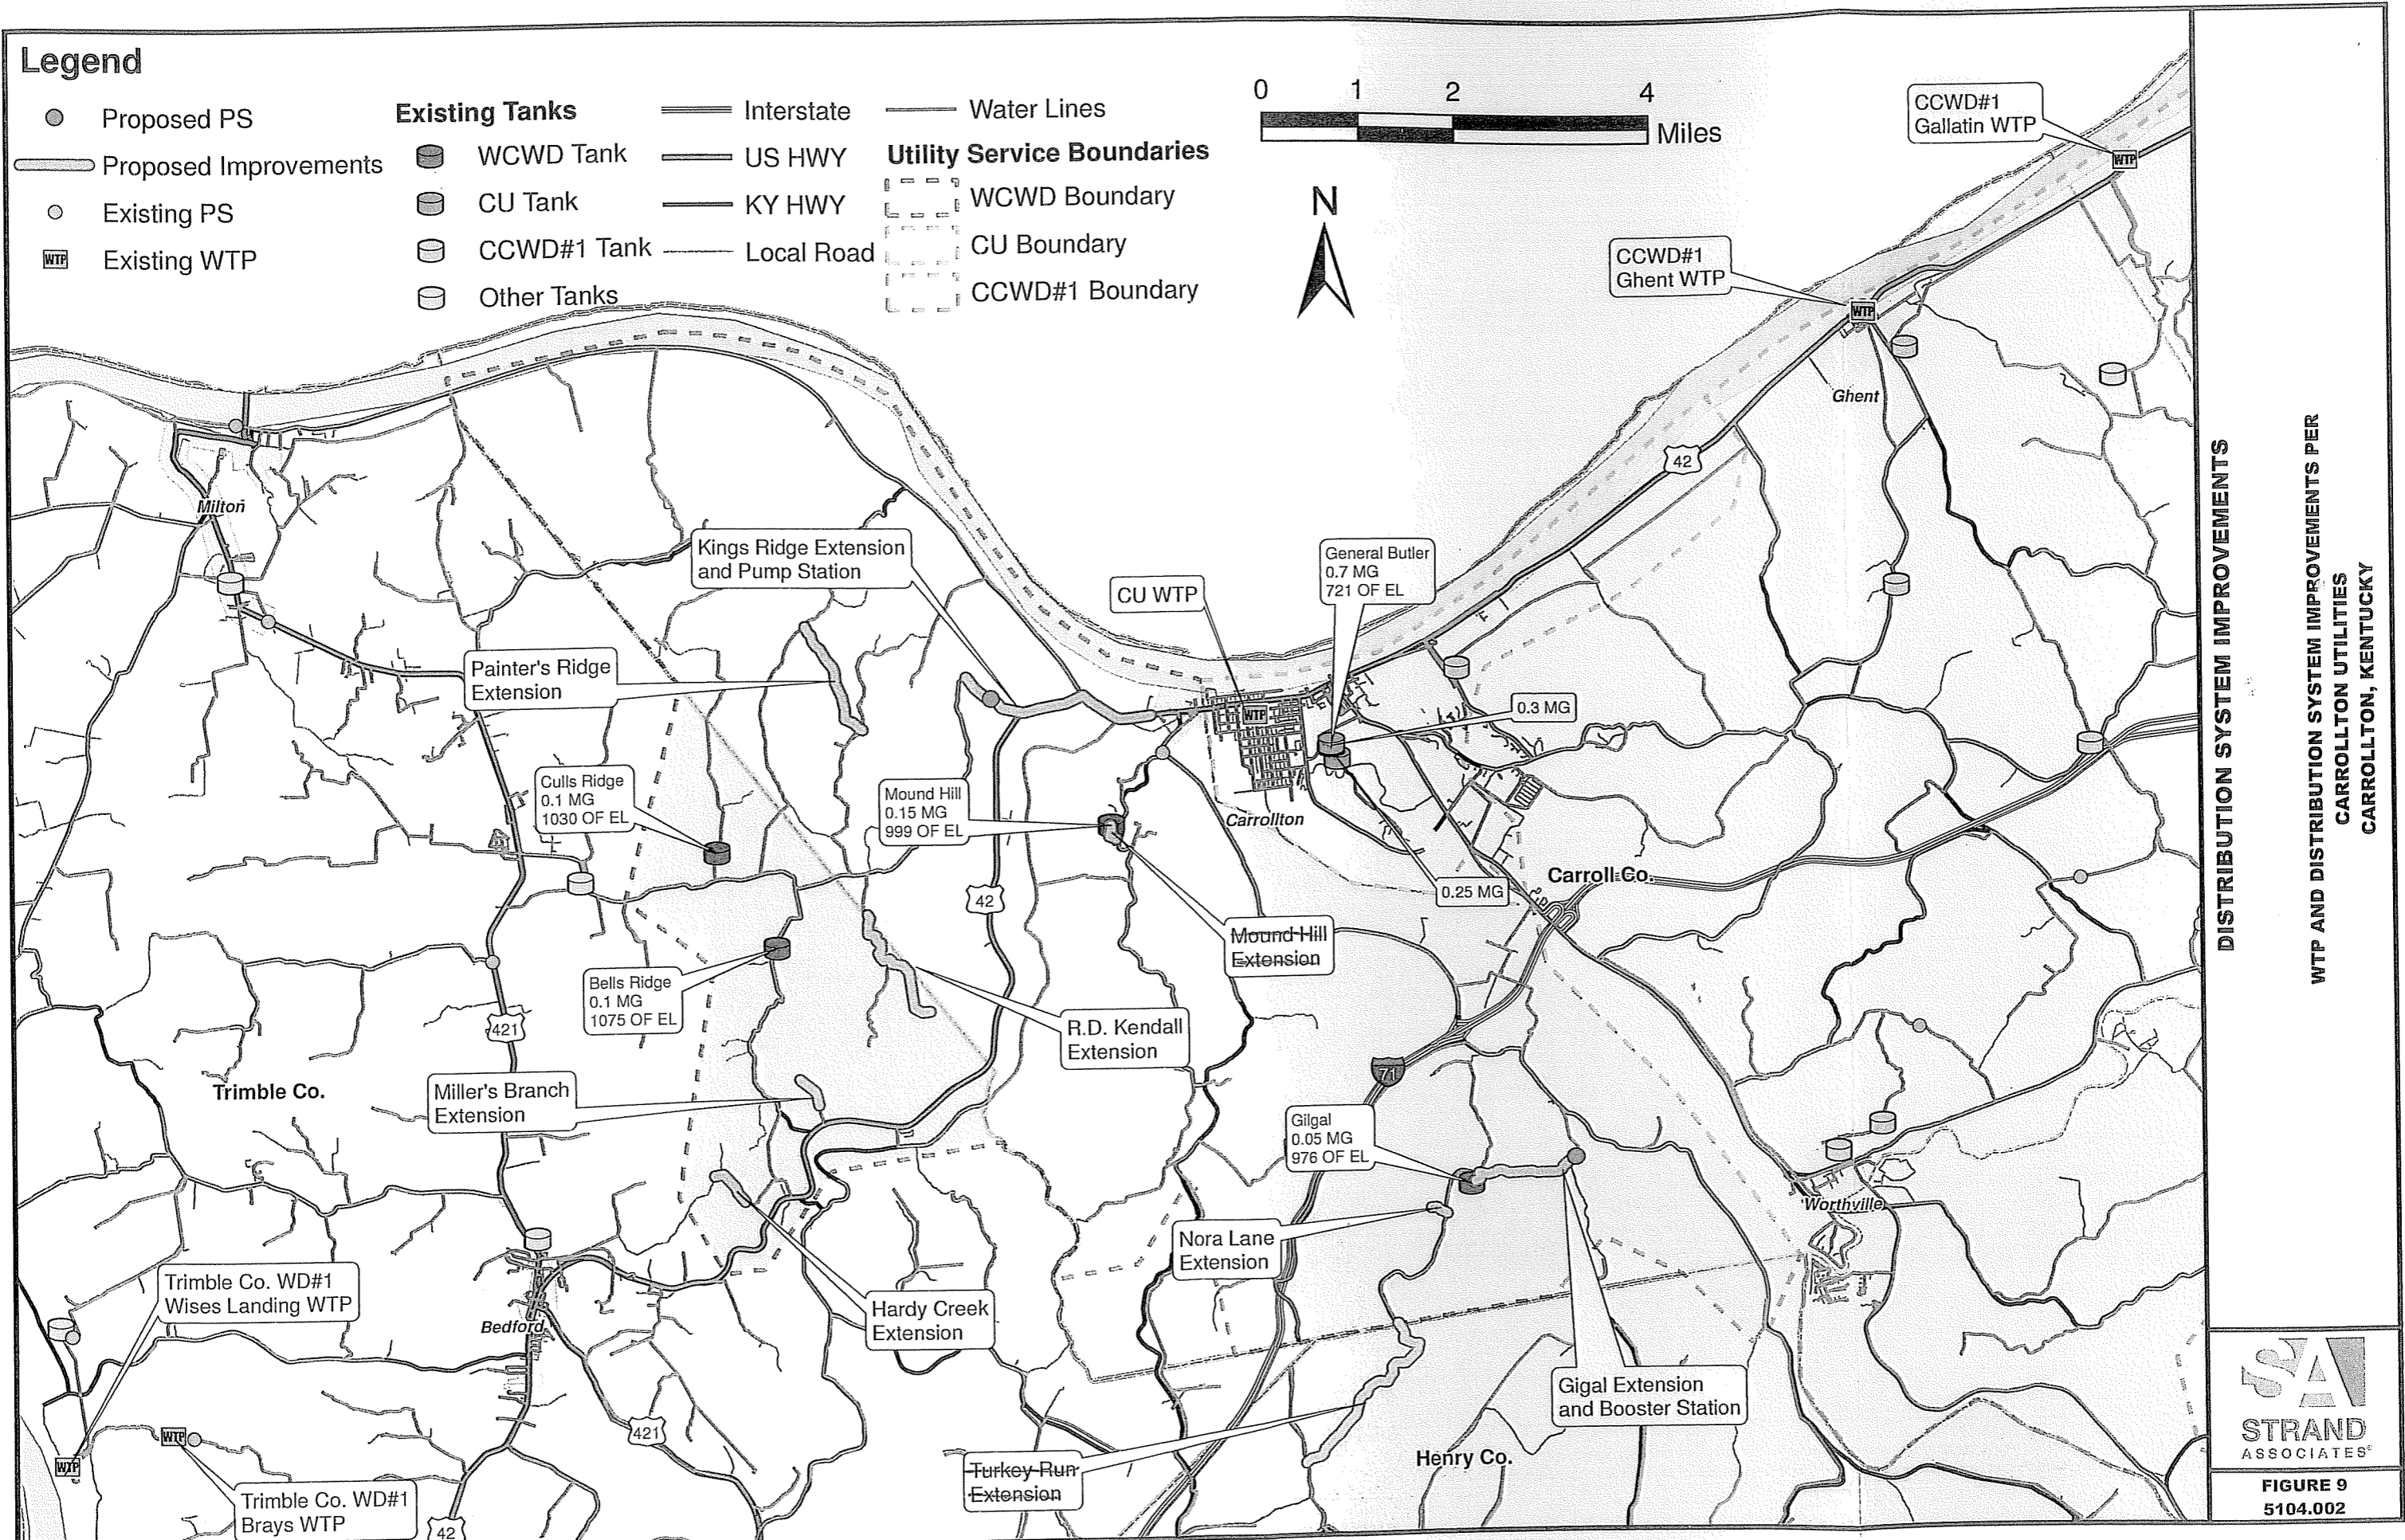 Legend
Proposed PS
Proposed Improvements
Existing PS
WTP
Existing WTP
Existing Tanks
WCWD Tank
CU Tank
CCWD#1 Tank
Other Tanks
Interstate
US HWY
KY HWY
Local Road
Water Lines
Utility Service Boundaries
WCWD Boundary
CU Boundary
CCWD#1 Boundary
0 1 2 4
Miles
N
CCWD#1
Gallatin WTP
WTP
CCWD#1
Ghent WTP
WTP
Ghent
42
Milton
Kings Ridge Extension
and Pump Station
CU WTP
General Butler
0.7 MG
721 OF EL
Painter's Ridge
Extension
WTP
0.3 MG
Culls Ridge
0.1 MG
1030 OF EL
Mound Hill
0.15 MG
999 OF EL
Carrollton
Carroll Co.
0.25 MG
42
Mound Hill
Extension
Bells Ridge
0.1 MG
1075 OF EL
421
R.D. Kendall
Extension
71
Trimble Co.
Miller's Branch
Extension
Gilgal
0.05 MG
976 OF EL
Worthville
Nora Lane
Extension
Trimble Co. WD#1
Wises Landing WTP
Hardy Creek
Extension
Bedford
Gigal Extension
and Booster Station
421
WTP
WTP
Henry Co.
Turkey Run
Extension
Trimble Co. WD#1
Brays WTP
42
DISTRIBUTION SYSTEM IMPROVEMENTS
WTP AND DISTRIBUTION SYSTEM IMPROVEMENTS PER
CARROLLTON UTILITIES
CARROLLTON, KENTUCKY
SA
STRAND
ASSOCIATES®
FIGURE 9
5104.002